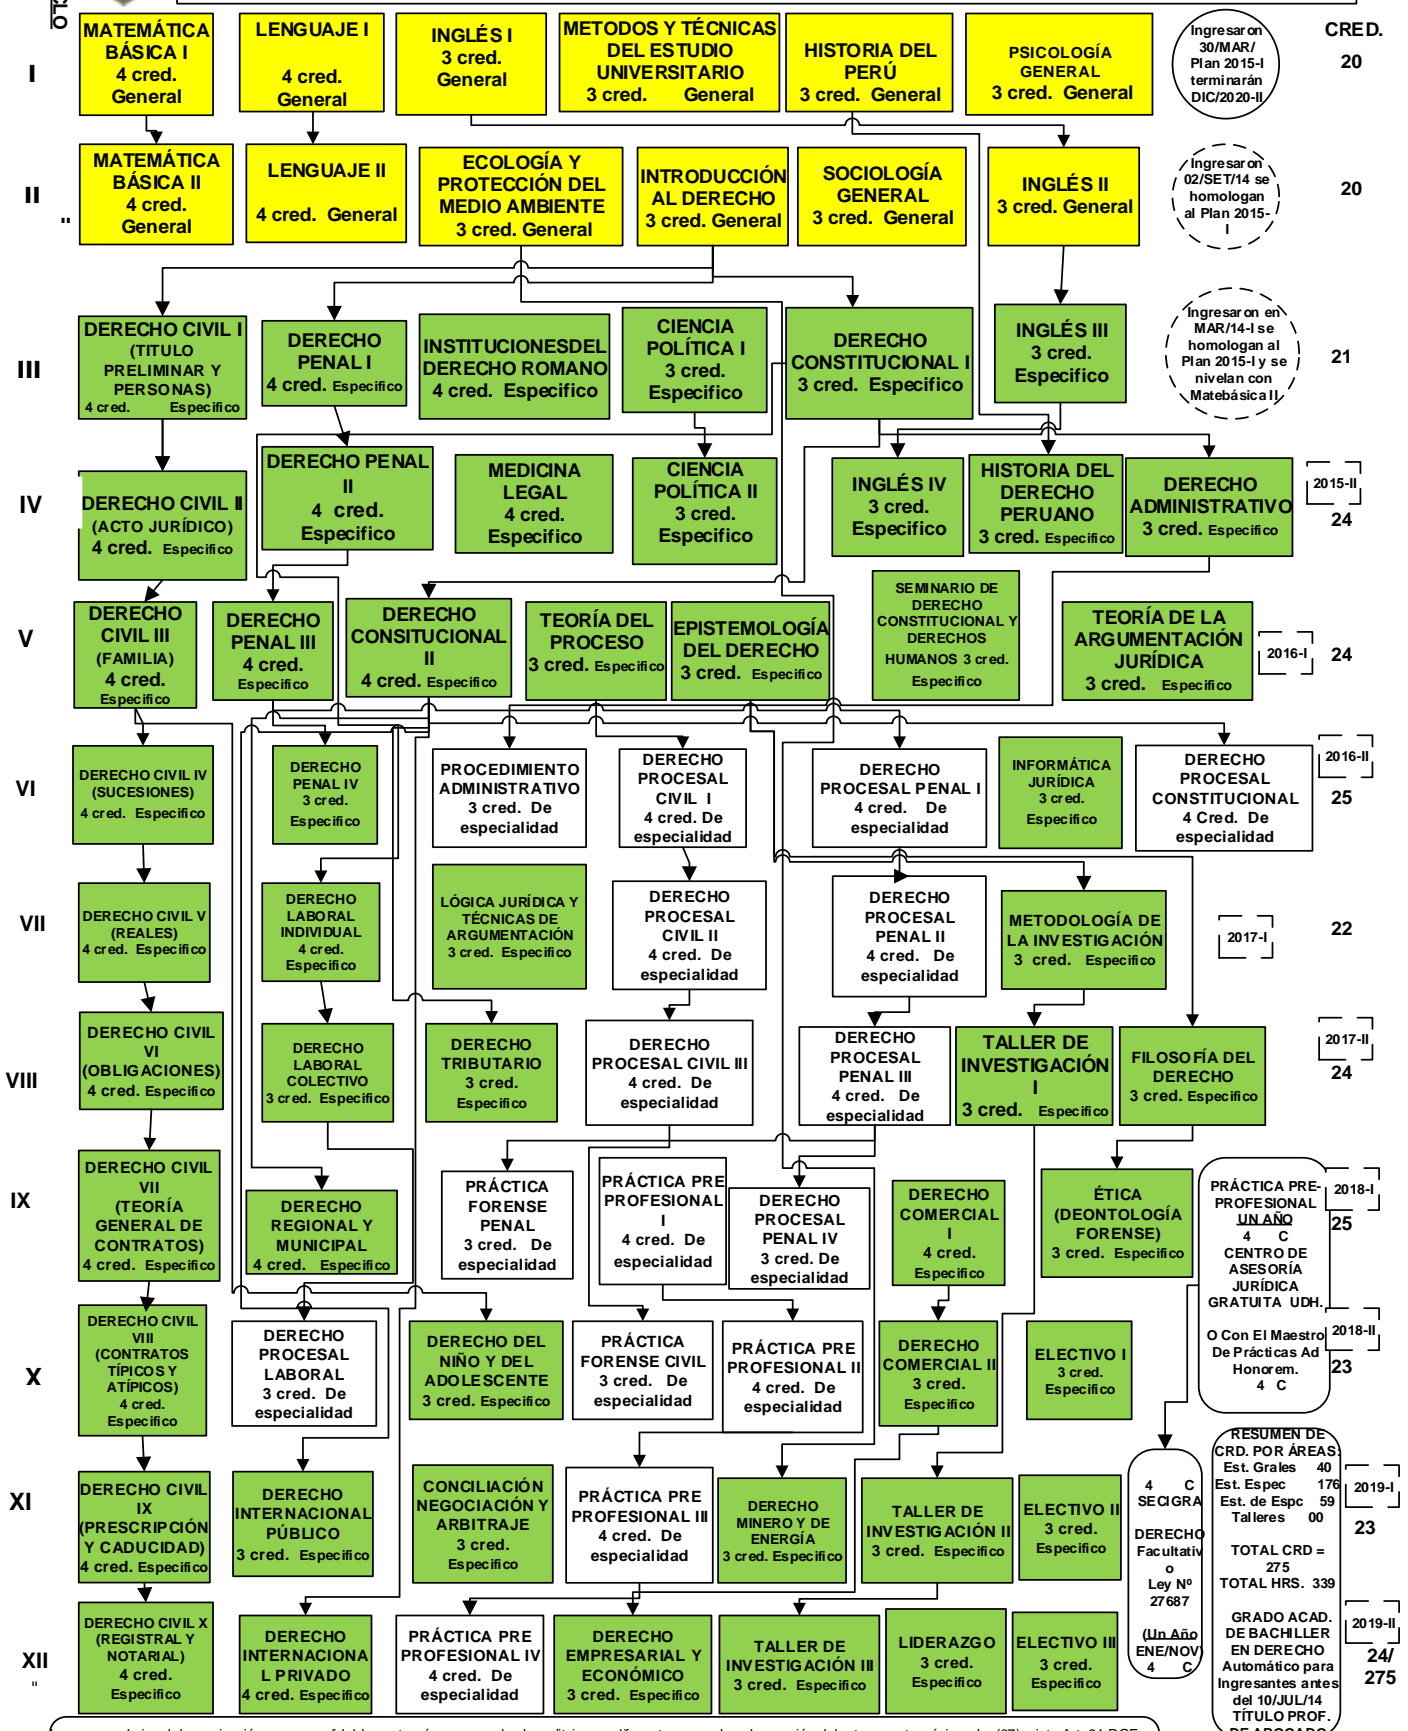 CLO
CRED.
I
MATEMÁTICA
BÁSICA I
4 cred.
General
LENGUAJE I
4 cred.
General
INGLÉS I
3 cred.
General
METODOS Y TÉCNICAS
DEL ESTUDIO
UNIVERSITARIO
3 cred. General
HISTORIA DEL
PERÚ
3 cred. General
PSICOLOGÍA
GENERAL
3 cred. General
Ingresaron
30/MAR/
Plan 2015-I
terminarán
DIC/2020-II
20
II
"
MATEMÁTICA
BÁSICA II
4 cred.
General
LENGUAJE II
4 cred. General
ECOLOGÍA Y
PROTECCIÓN DEL
MEDIO AMBIENTE
3 cred. General
INTRODUCCIÓN
AL DERECHO
3 cred. General
SOCIOLOGÍA
GENERAL
3 cred. General
INGLÉS II
3 cred. General
Ingresaron
02/SET/14 se
homologan
al Plan 2015-
I
20
III
DERECHO CIVIL I
(TITULO
PRELIMINAR Y
PERSONAS)
4 cred. Especifico
DERECHO
PENAL I
4 cred. Especifico
INSTITUCIONESDEL
DERECHO ROMANO
4 cred. Especifico
CIENCIA
POLÍTICA I
3 cred.
Especifico
DERECHO
CONSTITUCIONAL I
3 cred. Especifico
INGLÉS III
3 cred.
Especifico
Ingresaron en
MAR/14-I se
homologan al
Plan 2015-I y se
nivelan con
Matebásica II
21
IV
DERECHO CIVIL II
(ACTO JURÍDICO)
4 cred. Especifico
DERECHO PENAL
II
4 cred.
Especifico
MEDICINA
LEGAL
4 cred.
Especifico
CIENCIA
POLÍTICA II
3 cred.
Especifico
INGLÉS IV
3 cred.
Especifico
HISTORIA DEL
DERECHO
PERUANO
3 cred. Especifico
DERECHO
ADMINISTRATIVO
3 cred. Especifico
2015-II
24
V
DERECHO
CIVIL III
(FAMILIA)
4 cred.
Especifico
DERECHO
PENAL III
4 cred.
Especifico
DERECHO
CONSITUCIONAL
II
4 cred. Especifico
TEORÍA DEL
PROCESO
3 cred. Especifico
EPISTEMOLOGÍA
DEL DERECHO
3 cred. Especifico
SEMINARIO DE
DERECHO
CONSTITUCIONAL Y
DERECHOS
HUMANOS 3 cred.
Especifico
TEORÍA DE LA
ARGUMENTACIÓN
JURÍDICA
3 cred. Especifico
2016-I
24
VI
DERECHO CIVIL IV
(SUCESIONES)
4 cred. Especifico
DERECHO
PENAL IV
3 cred.
Especifico
PROCEDIMIENTO
ADMINISTRATIVO
3 cred. De
especialidad
DERECHO
PROCESAL
CIVIL I
4 cred. De
especialidad
DERECHO
PROCESAL PENAL I
4 cred. De
especialidad
INFORMÁTICA
JURÍDICA
3 cred.
Especifico
DERECHO
PROCESAL
CONSTITUCIONAL
4 Cred. De
especialidad
2016-II
25
VII
DERECHO CIVIL V
(REALES)
4 cred. Especifico
DERECHO
LABORAL
INDIVIDUAL
4 cred.
Especifico
LÓGICA JURÍDICA Y
TÉCNICAS DE
ARGUMENTACIÓN
3 cred. Especifico
DERECHO
PROCESAL
CIVIL II
4 cred. De
especialidad
DERECHO
PROCESAL
PENAL II
4 cred. De
especialidad
METODOLOGÍA DE
LA INVESTIGACIÓN
3 cred. Especifico
2017-I
22
VIII
DERECHO CIVIL
VI
(OBLIGACIONES)
4 cred. Especifico
DERECHO
LABORAL
COLECTIVO
3 cred. Especifico
DERECHO
TRIBUTARIO
3 cred.
Especifico
DERECHO
PROCESAL CIVIL III
4 cred. De
especialidad
DERECHO
PROCESAL
PENAL III
4 cred. De
especialidad
TALLER DE
INVESTIGACIÓN
I
3 cred. Especifico
FILOSOFÍA DEL
DERECHO
3 cred. Especifico
2017-II
24
IX
DERECHO CIVIL
VII
(TEORÍA
GENERAL DE
CONTRATOS)
4 cred. Especifico
DERECHO
REGIONAL Y
MUNICIPAL
4 cred. Especifico
PRÁCTICA
FORENSE
PENAL
3 cred. De
especialidad
PRÁCTICA PRE
PROFESIONAL
I
4 cred. De
especialidad
DERECHO
PROCESAL
PENAL IV
3 cred. De
especialidad
DERECHO
COMERCIAL
I
4 cred.
Especifico
ÉTICA
(DEONTOLOGÍA
FORENSE)
3 cred. Especifico
PRÁCTICA PRE-
PROFESIONAL
UN AÑO
4 C
CENTRO DE
ASESORÍA
JURÍDICA
GRATUITA UDH.
O Con El Maestro
De Prácticas Ad
Honorem.
4 C
2018-I
25
X
DERECHO CIVIL
VIII
(CONTRATOS
TÍPICOS Y
ATÍPICOS)
4 cred.
Especifico
DERECHO
PROCESAL
LABORAL
3 cred. De
especialidad
DERECHO DEL
NIÑO Y DEL
ADOLESCENTE
3 cred. Especifico
PRÁCTICA
FORENSE CIVIL
3 cred. De
especialidad
PRÁCTICA PRE
PROFESIONAL II
4 cred. De
especialidad
DERECHO
COMERCIAL II
3 cred.
Especifico
ELECTIVO I
3 cred.
Especifico
2018-II
23
XI
DERECHO CIVIL
IX
(PRESCRIPCIÓN
Y CADUCIDAD)
4 cred. Especifico
DERECHO
INTERNACIONAL
PÚBLICO
3 cred. Especifico
CONCILIACIÓN
NEGOCIACIÓN Y
ARBITRAJE
3 cred.
Especifico
PRÁCTICA PRE
PROFESIONAL III
4 cred. De
especialidad
DERECHO
MINERO Y DE
ENERGÍA
3 cred. Especifico
TALLER DE
INVESTIGACIÓN II
3 cred. Especifico
ELECTIVO II
3 cred.
Especifico
4 C
SECIGRA
DERECHO
Facultativ
o
Ley Nº
27687
(Un Año
ENE/NOV)
4 C
RESUMEN DE
CRD. POR ÁREAS:
Est. Grales 40
Est. Espec 176
Est. de Espc 59
Talleres 00
TOTAL CRD =
275
TOTAL HRS. 339
GRADO ACAD.
DE BACHILLER
EN DERECHO
Automático para
Ingresantes antes
del 10/JUL/14
TÍTULO PROF.
DE ABOGADO
2019-I
23
XII
"
DERECHO CIVIL X
(REGISTRAL Y
NOTARIAL)
4 cred.
Especifico
DERECHO
INTERNACIONA
L PRIVADO
4 cred. Especifico
PRÁCTICA PRE
PROFESIONAL IV
4 cred. De
especialidad
DERECHO
EMPRESARIAL Y
ECONÓMICO
3 cred. Especifico
TALLER DE
INVESTIGACIÓN III
3 cred. Especifico
LIDERAZGO
3 cred.
Especifico
ELECTIVO III
3 cred.
Especifico
2019-II
24/
275